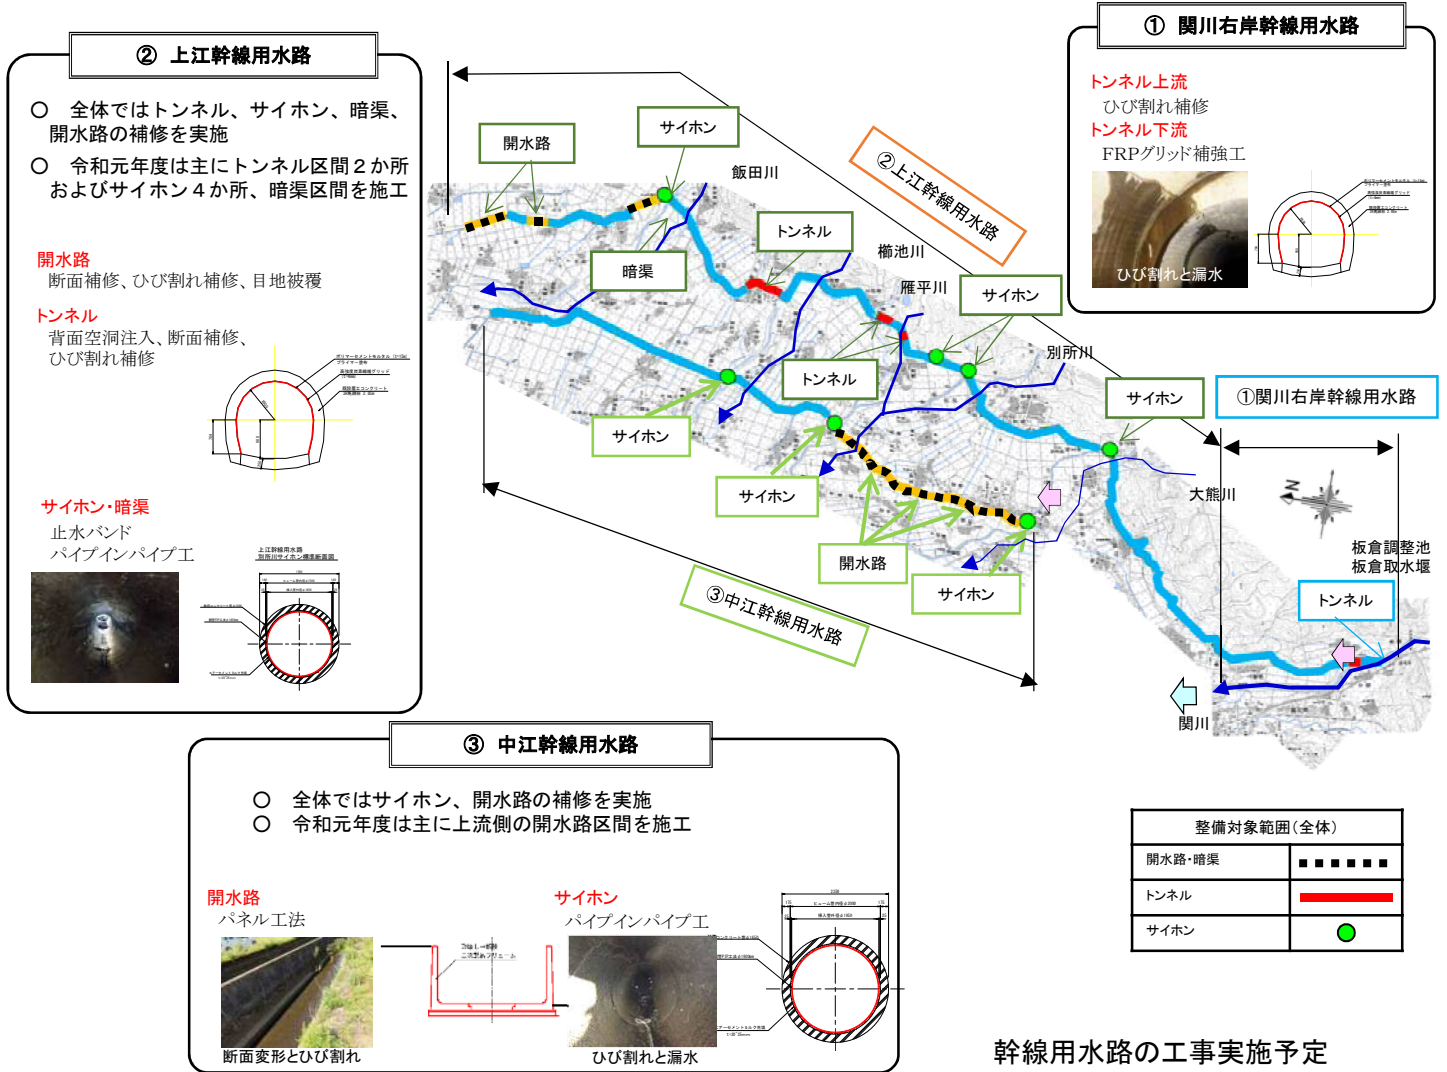 ② 上江幹線用水路
○ 全体ではトンネル、サイホン、暗渠、
開水路の補修を実施
○ 令和元年度は主にトンネル区間2か所
およびサイホン4か所、暗渠区間を施工
開水路
断面補修、ひび割れ補修、目地被覆
トンネル
背面空洞注入、断面補修、
ひび割れ補修
サイホン・暗渠
止水バンド
パイプインパイプ工
上江幹線用水路
別所川サイホン標準断面図
① 関川右岸幹線用水路
トンネル上流
ひび割れ補修
トンネル下流
FRPグリッド補強工
ひび割れと漏水
開水路
サイホン
飯田川
②上江幹線用水路
トンネル
暗渠
櫛池川
雁平川
サイホン
別所川
トンネル
サイホン
①関川右岸幹線用水路
サイホン
サイホン
大熊川
N
開水路
サイホン
板倉調整池
板倉取水堰
トンネル
③中江幹線用水路
関川
③ 中江幹線用水路
○ 全体ではサイホン、開水路の補修を実施
○ 令和元年度は主に上流側の開水路区間を施工
開水路
パネル工法
断面変形とひび割れ
サイホン
パイプインパイプ工
ひび割れと漏水
整備対象範囲(全体)
開水路・暗渠
トンネル
サイホン
幹線用水路の工事実施予定